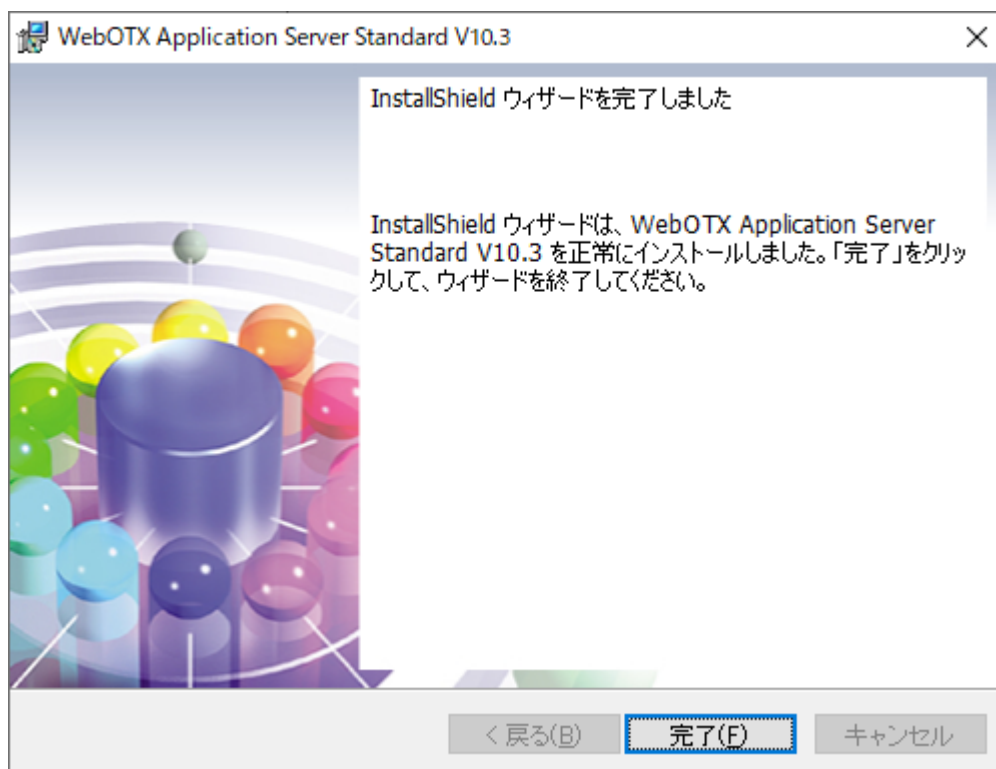 WebOTX Application Server Standard V10.3
InstallShield ウィザードを完了しました
InstallShield ウィザードは、WebOTX Application Server
Standard V10.3 を正常にインストールしました。「完了」をクリッ
クして、ウィザードを終了してください。
< 戻る(B)
完了(F)
キャンセル